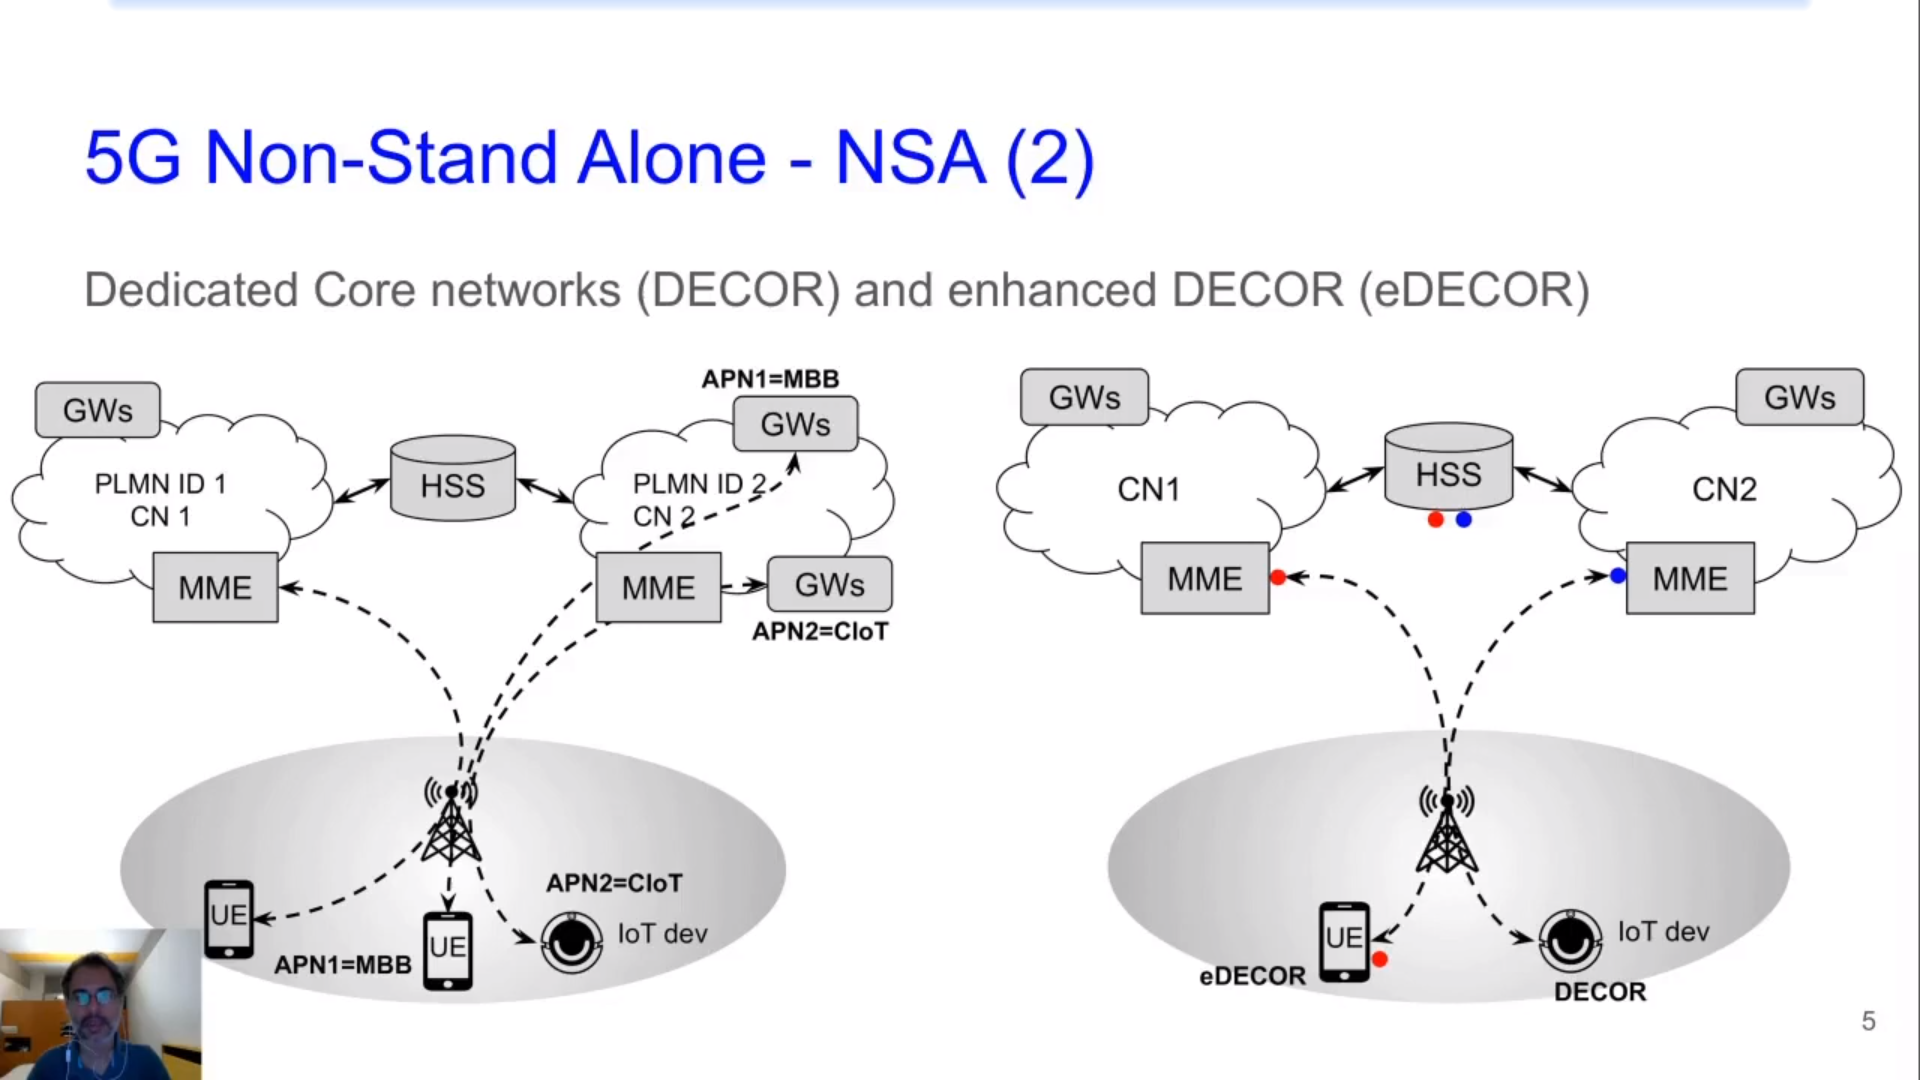 5G Non-Stand Alone - NSA (2)
Dedicated Core networks (DECOR) and enhanced DECOR (eDECOR)
GWs
PLMN ID 1
CN 1
MME
HSS
APN1=MBB
GWs
PLMN ID 2
CN 2
MME
GWs
APN2=CIoT
UE
APN1=MBB
UE
APN2=CIoT
IoT dev
GWs
CN1
MME
HSS
GWs
CN2
MME
UE
eDECOR
IoT dev
DECOR
5